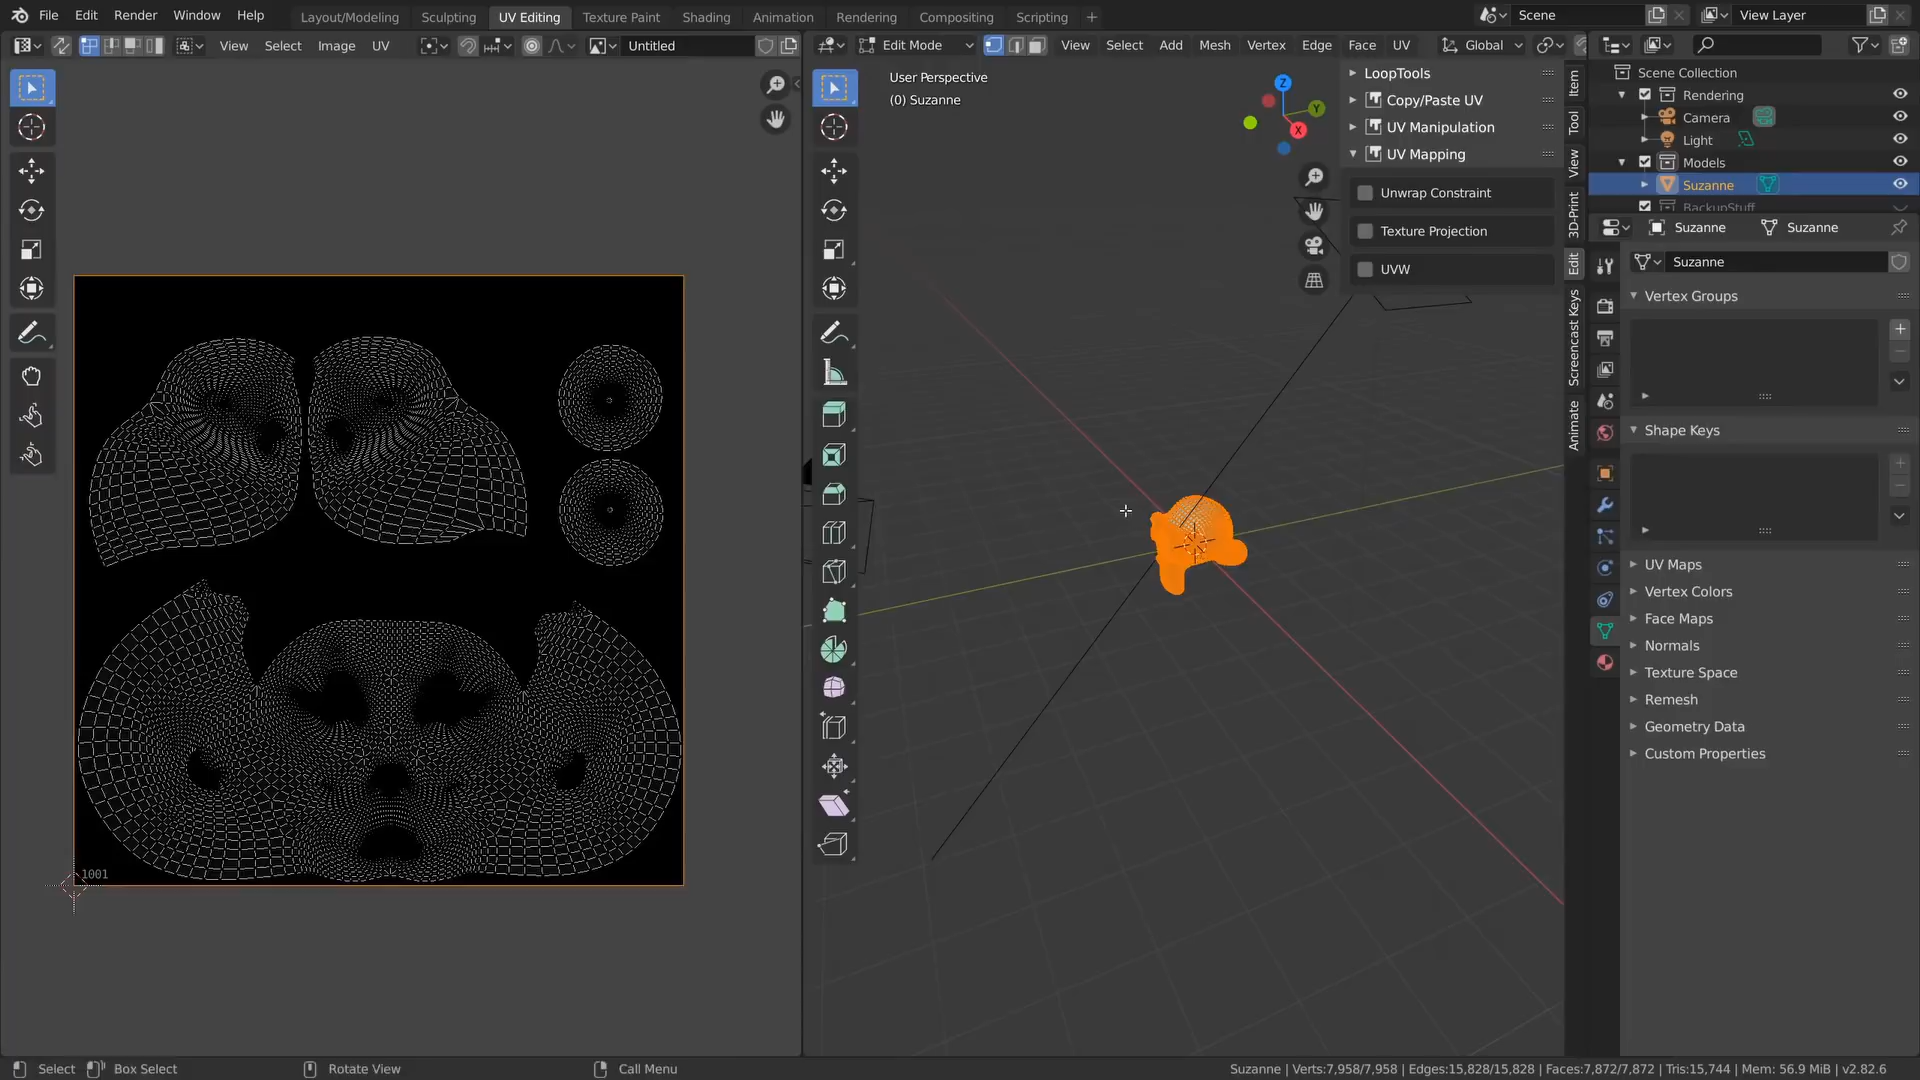 File Edit Render Window Help Layout/Modeling Sculpting UV Editing Texture Paint Shading Animation Rendering Compositing Scripting + Scene View Layer
View Select Image UV Untitled Edit Mode View Select Add Mesh Vertex Edge Face UV Global
User Perspective
(0) Suzanne
Z
Y
X
LoopTools
Copy/Paste UV
UV Manipulation
UV Mapping
Unwrap Constraint
Texture Projection
UVW
Item
Tool
View
3D-Print
Edit
Screencast Keys
Animate
Scene Collection
Rendering
Camera
Light
Models
Suzanne
BackupStuff
Suzanne Suzanne
Suzanne
Vertex Groups
Shape Keys
UV Maps
Vertex Colors
Face Maps
Normals
Texture Space
Remesh
Geometry Data
Custom Properties
1001
Select Box Select Rotate View Call Menu Suzanne | Verts:7,958/7,958 | Edges:15,828/15,828 | Faces:7,872/7,872 | Tris:15,744 | Mem: 56.9 MiB | v2.82.6